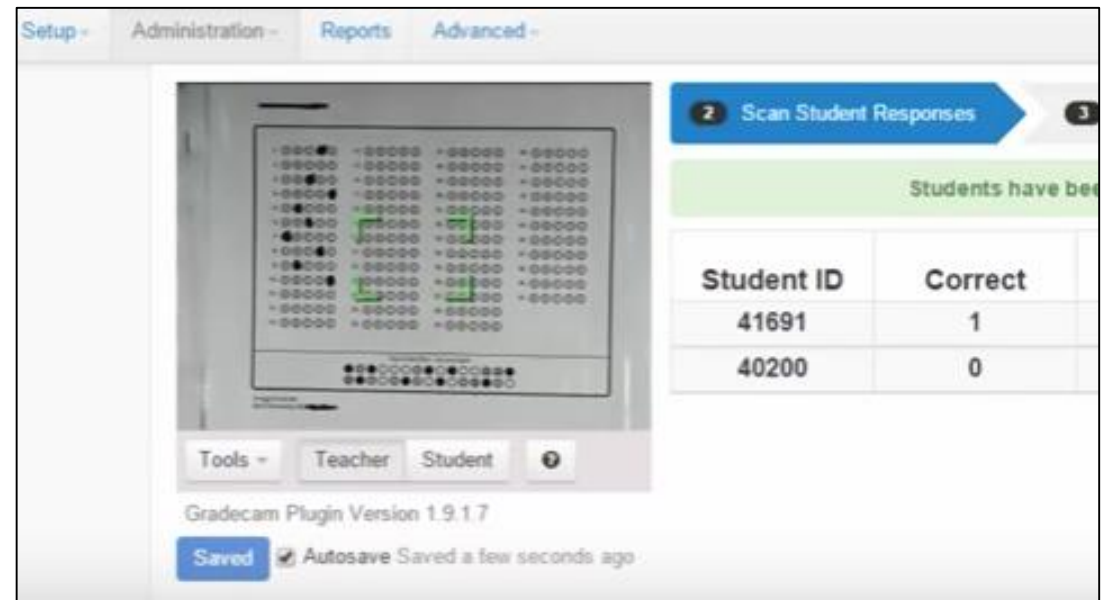 Setup Administration Reports Advanced
2 Scan Student Responses 3
Students have bee
Student ID Correct
41691 1
40200 0
Tools Teacher Student ?
Gradecam Plugin Version 1.9.1.7
Saved Autosave Saved a few seconds ago